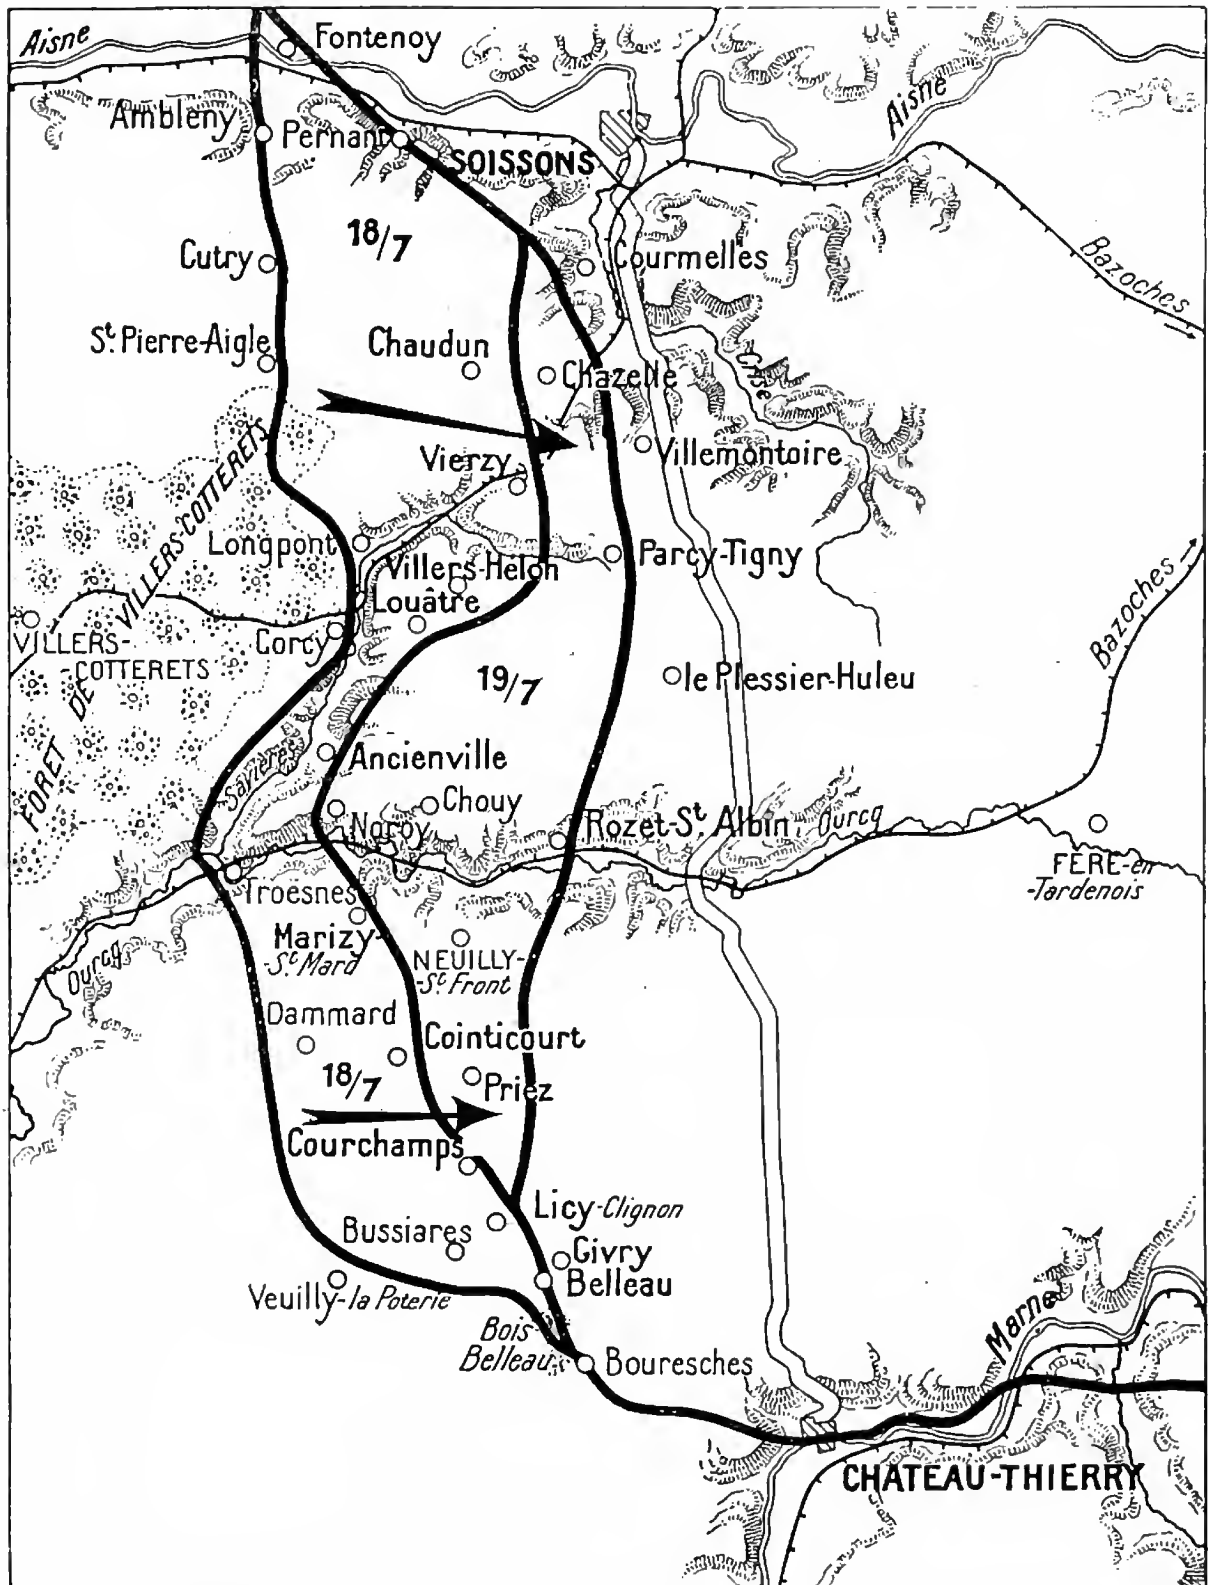 Aisne
Fontenoy
Ambleny
Pernant
SOISSONS
Aisne
18/7
Cutry
Courmelles
Bazoches
St. Pierre-Aigle
Chaudun
Chazelle
Crise
Vierzy
Villemontoire
Longpont
Villers-Hélon
Parcy-Tigny
Louâtre
FORET DE VILLERS-COTTERETS
VILLERS-
-COTTERETS
Corcy
19/7
le Plessier-Huleu
Bazoches
Savières
Ancienville
Chouy
Noroy
Rozet-St. Albin
Ourcq
FÈRE-en
-Tardenois
Troesnes
Marizy-
-St. Mard
NEUILLY-
-St. Front
Ourcq
Dammard
Cointicourt
18/7
Priez
Courchamps
Licy-Clignon
Bussiares
Givry
Belleau
Veuilly-la Poterie
Bois
Belleau
Bouresches
Marne
CHATEAU-THIERRY